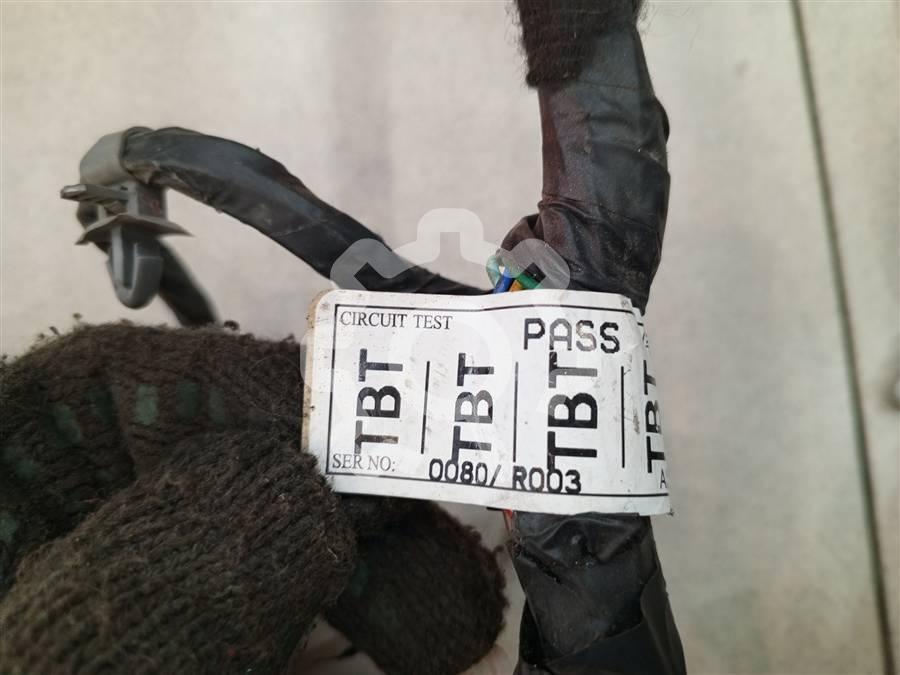 CIRCUIT TEST
PASS
TBT TBT TBT TBT
SER NO: 0080/ R003